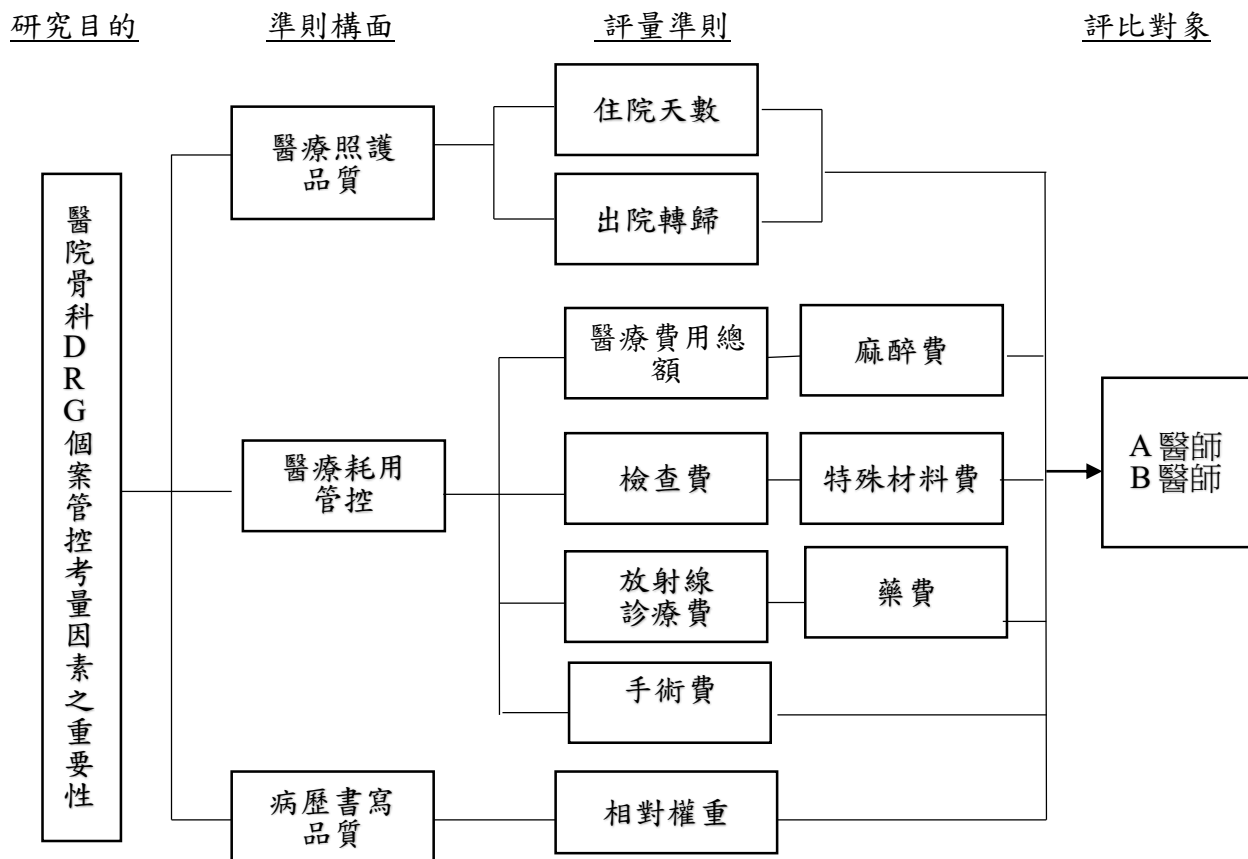 研究目的
準則構面
評量準則
評比對象
醫院骨科DRG個案管控考量因素之重要性
醫療照護
品質
住院天數
出院轉歸
醫療耗用
管控
醫療費用總
額
麻醉費
檢查費
特殊材料費
放射線
診療費
藥費
手術費
病歷書寫
品質
相對權重
A 醫師
B 醫師